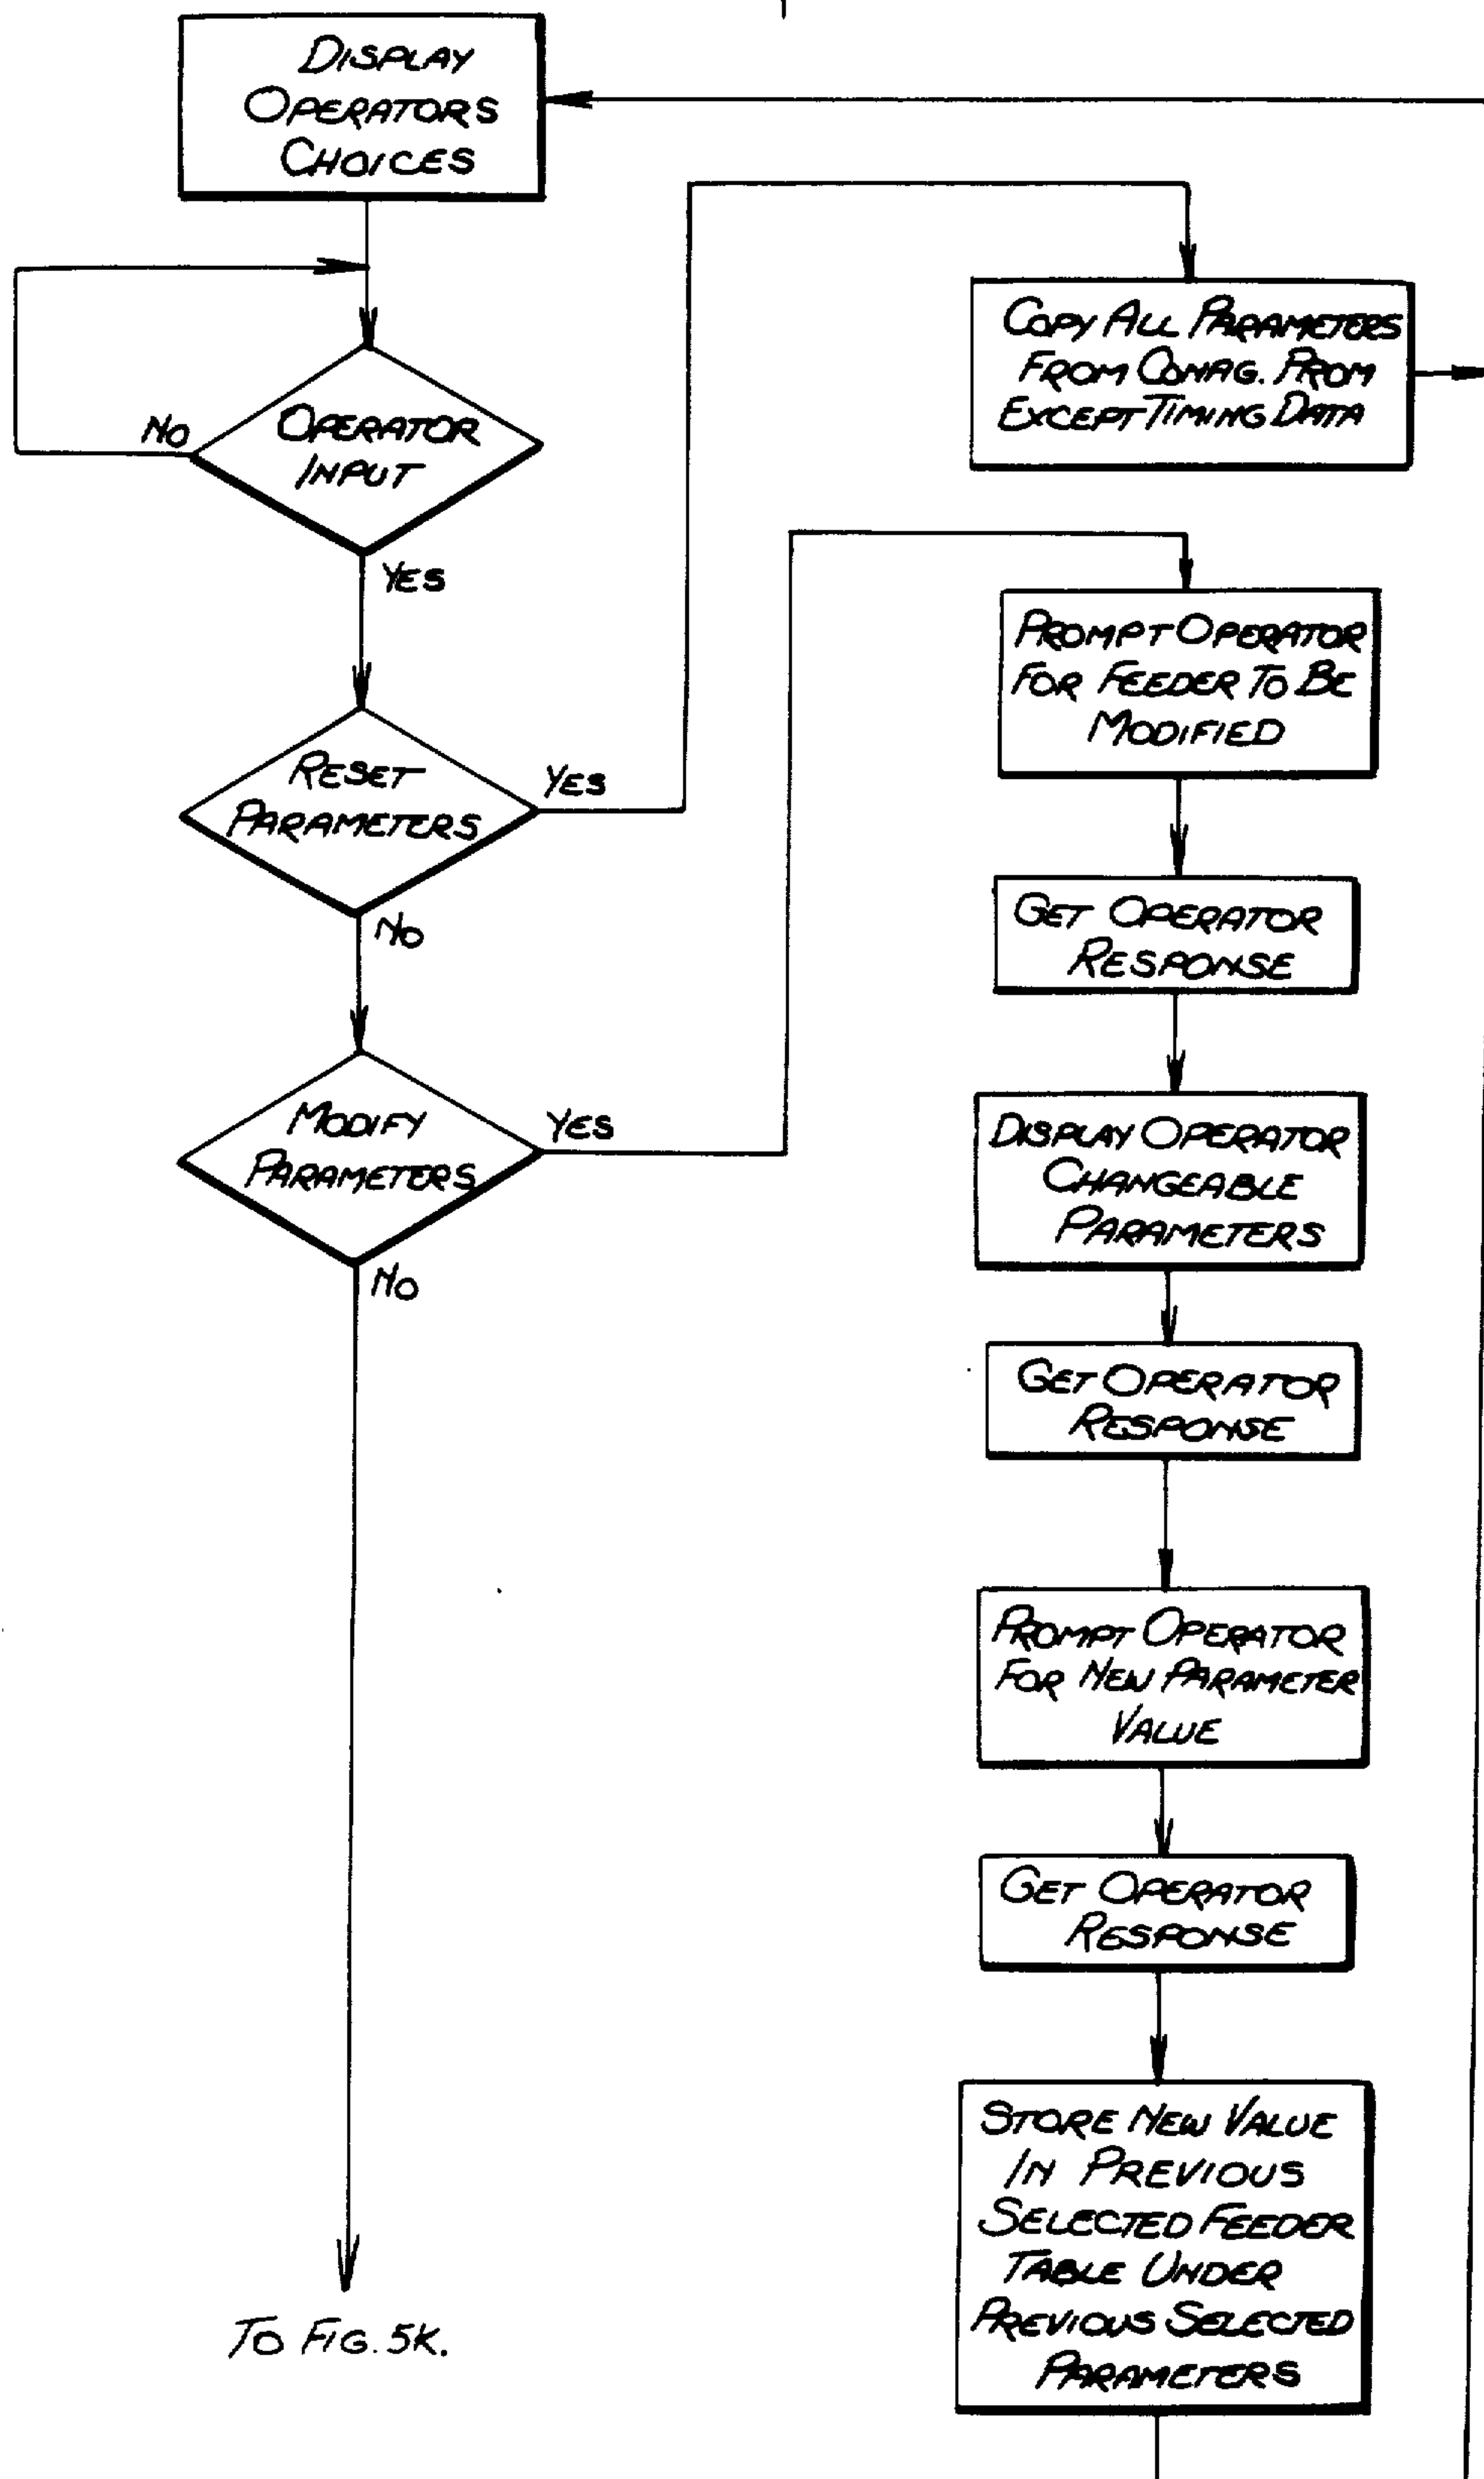 DISPLAY
OPERATORS
CHOICES
OPERATOR
INPUT
NO
YES
RESET
PARAMETERS
YES
NO
MODIFY
PARAMETERS
YES
NO
TO FIG. 5K.
COPY ALL PARAMETERS
FROM CONAG. PROM
EXCEPT TIMING DATA
PROMPT OPERATOR
FOR FEEDER TO BE
MODIFIED
GET OPERATOR
RESPONSE
DISPLAY OPERATOR
CHANGEABLE
PARAMETERS
GET OPERATOR
RESPONSE
PROMPT OPERATOR
FOR NEW PARAMETER
VALUE
GET OPERATOR
RESPONSE
STORE NEW VALUE
IN PREVIOUS
SELECTED FEEDER
TABLE UNDER
PREVIOUS SELECTED
PARAMETERS